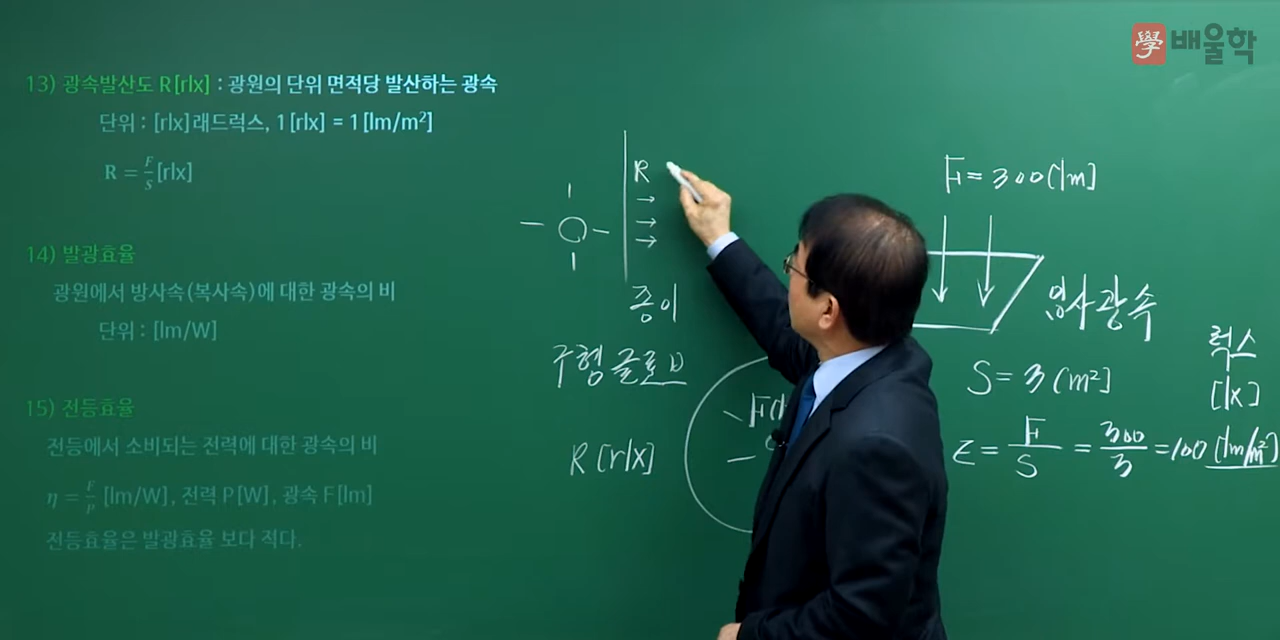 學 배울학
13) 광속발산도 R[rlx] : 광원의 단위 면적당 발산하는 광속
단위 : [rlx]래드럭스, 1[rlx] = 1[lm/m²]
R = F/S [rlx]
14) 발광효율
광원에서 방사속(복사속)에 대한 광속의 비
단위 : [lm/W]
15) 전등효율
전등에서 소비되는 전력에 대한 광속의 비
η = F/P [lm/W], 전력 P[W], 광속 F[lm]
전등효율은 발광효율 보다 적다.
R
종이
구형 글로브
R [rlx]
F = 300 [lm]
입사광속
S = 3 [m²]
럭스
[lx]
E = F/S = 300/3 = 100 [lm/m²]